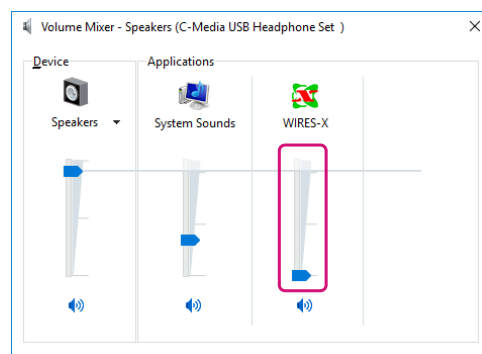 Volume Mixer - Speakers (C-Media USB Headphone Set )
Device
Applications
Speakers
System Sounds
WIRES-X